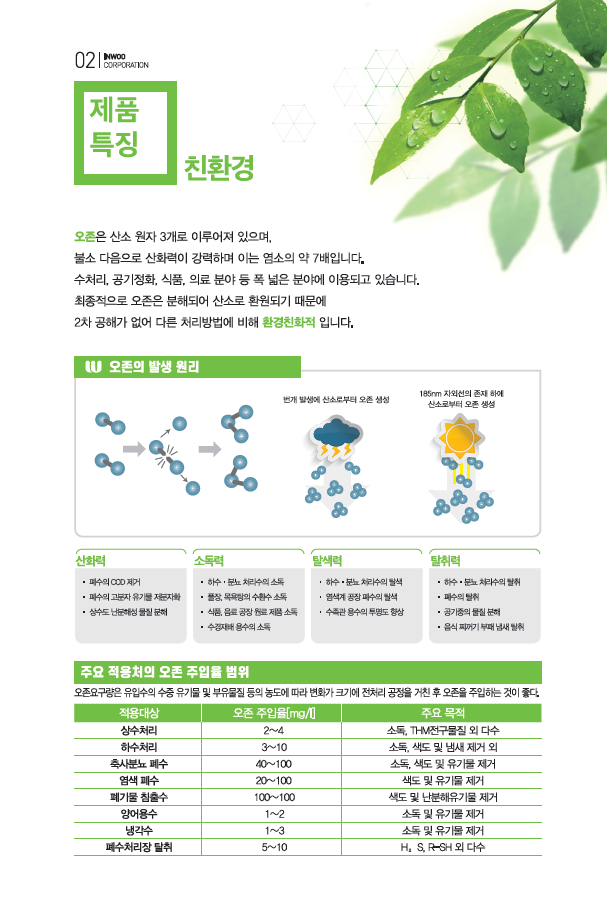 02 INWOO
CORPORATION
제품
특징
친환경
오존은 산소 원자 3개로 이루어져 있으며,
불소 다음으로 산화력이 강력하며 이는 염소의 약 7배입니다.
수처리, 공기정화, 식품, 의료 분야 등 폭 넓은 분야에 이용되고 있습니다.
최종적으로 오존은 분해되어 산소로 환원되기 때문에
2차 공해가 없어 다른 처리방법에 비해 환경친화적 입니다.
오존의 발생 원리
번개 발생에 산소로부터 오존 생성
185nm 자외선의 존재 하에
산소로부터 오존 생성
산화력
• 폐수의 COD 제거
• 폐수의 고분자 유기물 저분자화
• 상수도 난분해성 물질 분해
소독력
• 하수 · 분뇨 처리수의 소독
• 풀장, 목욕탕의 수환수 소독
• 식품, 음료 공장 원료 제품 소독
• 수경재배 용수의 소독
탈색력
• 하수 • 분뇨 처리수의 탈색
• 염색계 공장 폐수의 탈색
• 수족관 용수의 투명도 향상
탈취력
• 하수 • 분뇨 처리수의 탈취
• 폐수의 탈취
• 공기중의 물질 분해
• 음식 찌꺼기 부패 냄새 탈취
주요 적용처의 오존 주입율 범위
오존요구량은 유입수의 수중 유기물 및 부유물질 등의 농도에 따라 변화가 크기에 전처리 공정을 거친 후 오존을 주입하는 것이 좋다.
적용대상 오존 주입율[mg/l] 주요 목적
상수처리 2~4 소독, THM전구물질 외 다수
하수처리 3~10 소독, 색도 및 냄새 제거 외
축사분뇨 폐수 40~100 소독, 색도 및 유기물 제거
염색 폐수 20~100 색도 및 유기물 제거
폐기물 침출수 100~100 색도 및 난분해유기물 제거
양어용수 1~2 소독 및 유기물 제거
냉각수 1~3 소독 및 유기물 제거
폐수처리장 탈취 5~10 H₂ S, R-SH 외 다수